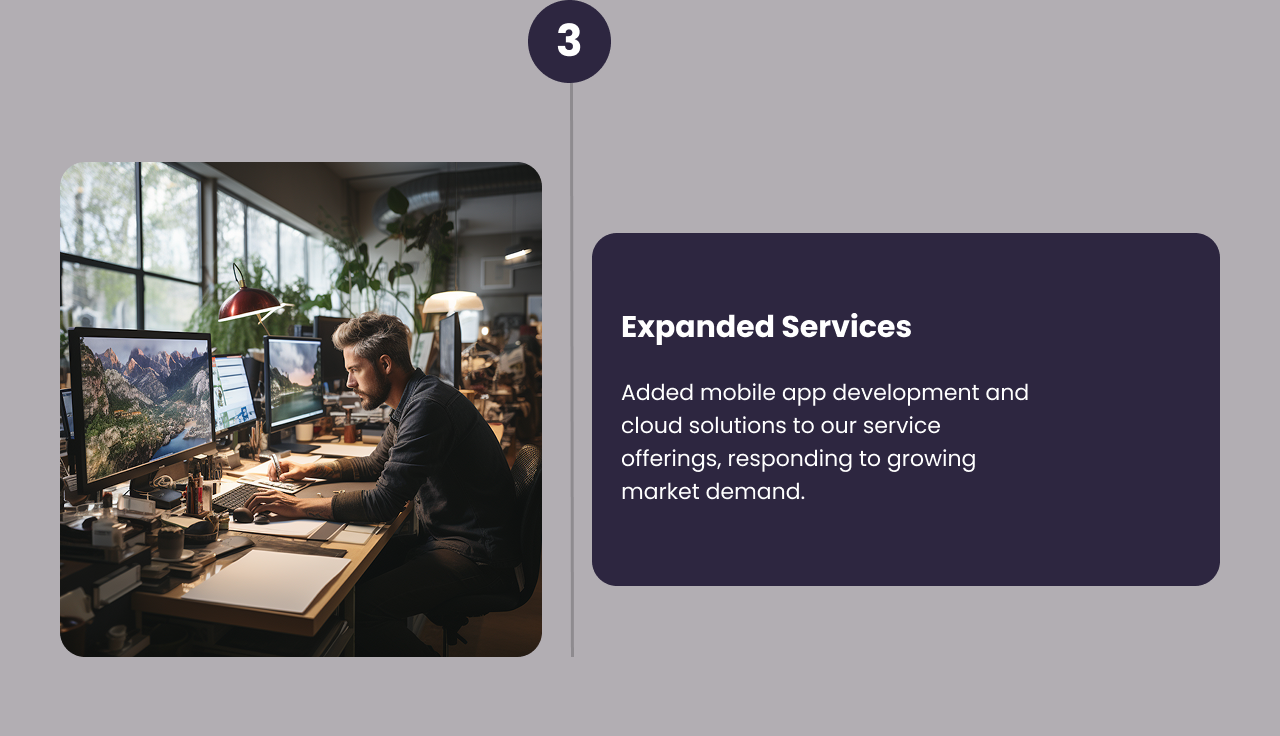 3
Expanded Services
Added mobile app development and
cloud solutions to our service
offerings, responding to growing
market demand.